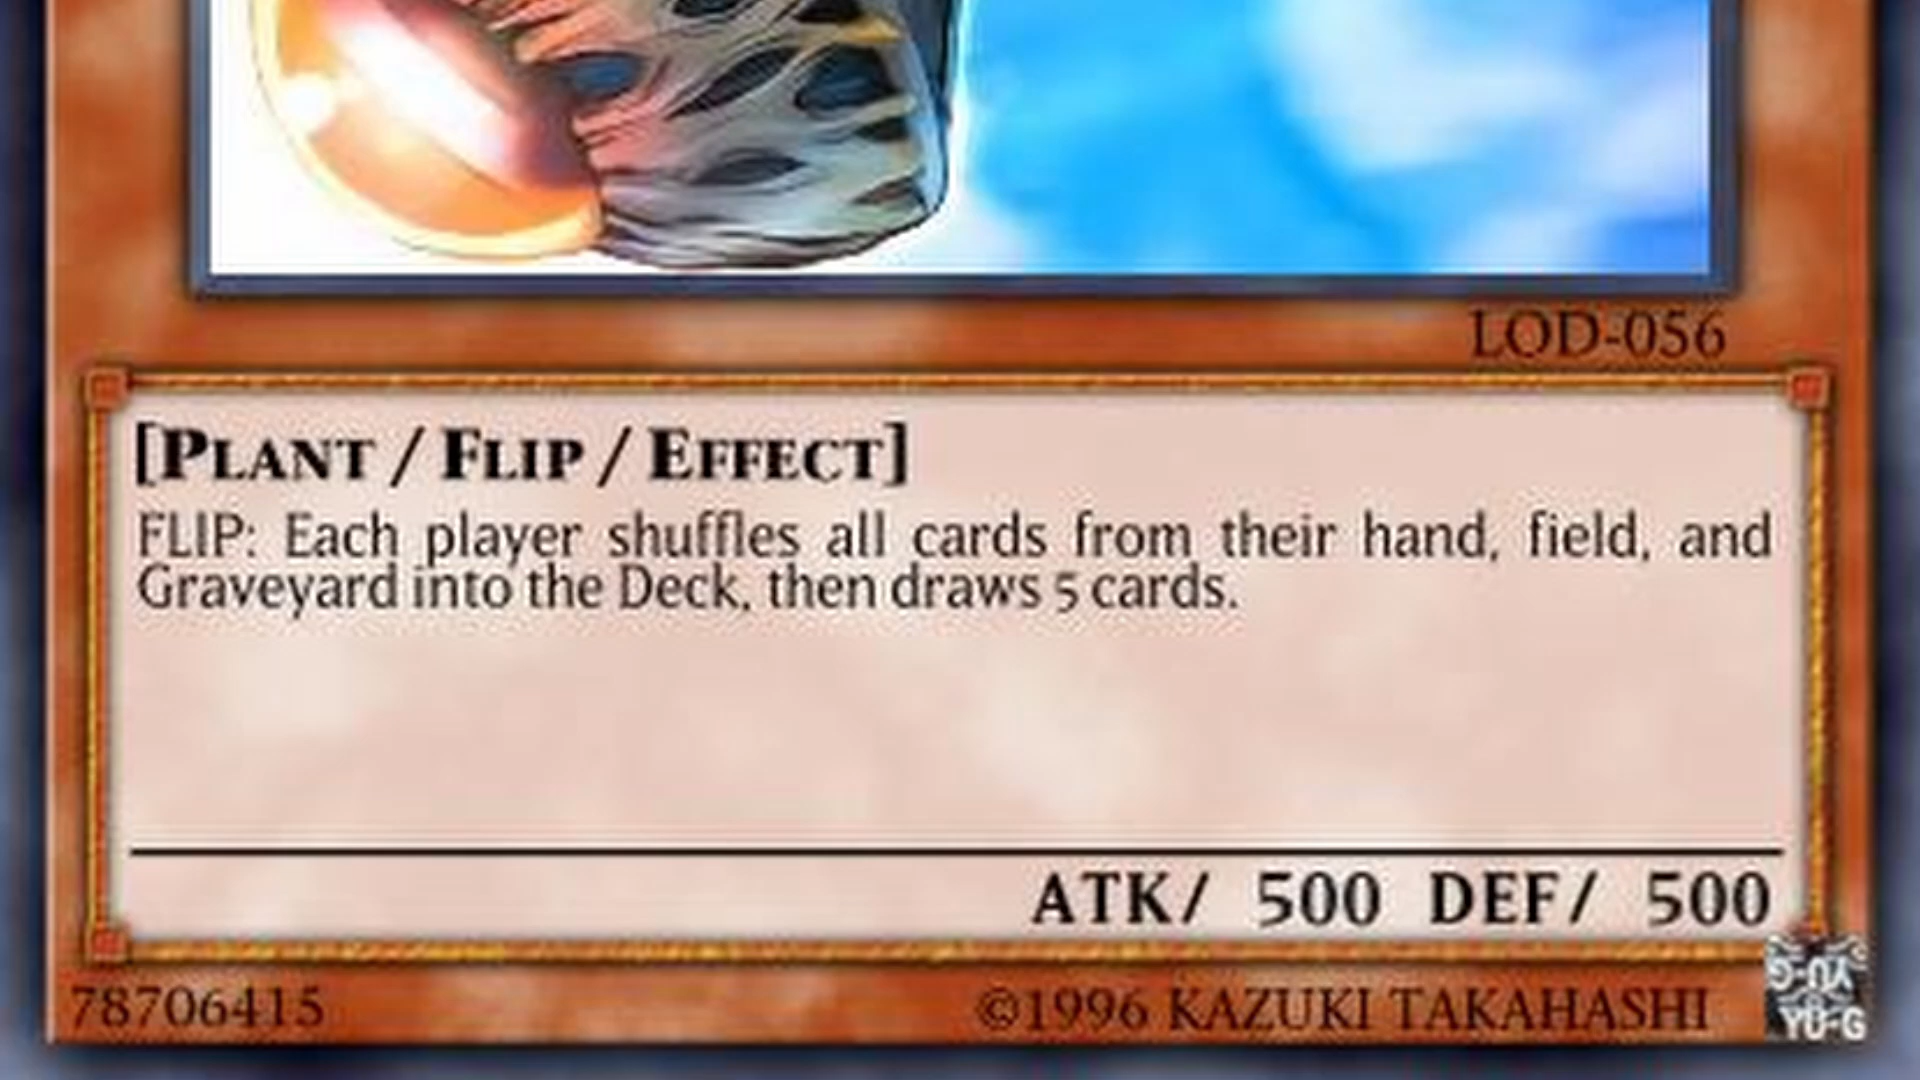 LOD-056
[PLANT / FLIP / EFFECT]
FLIP: Each player shuffles all cards from their hand, field, and
Graveyard into the Deck, then draws 5 cards.
ATK/ 500 DEF/ 500
78706415
©1996 KAZUKI TAKAHASHI